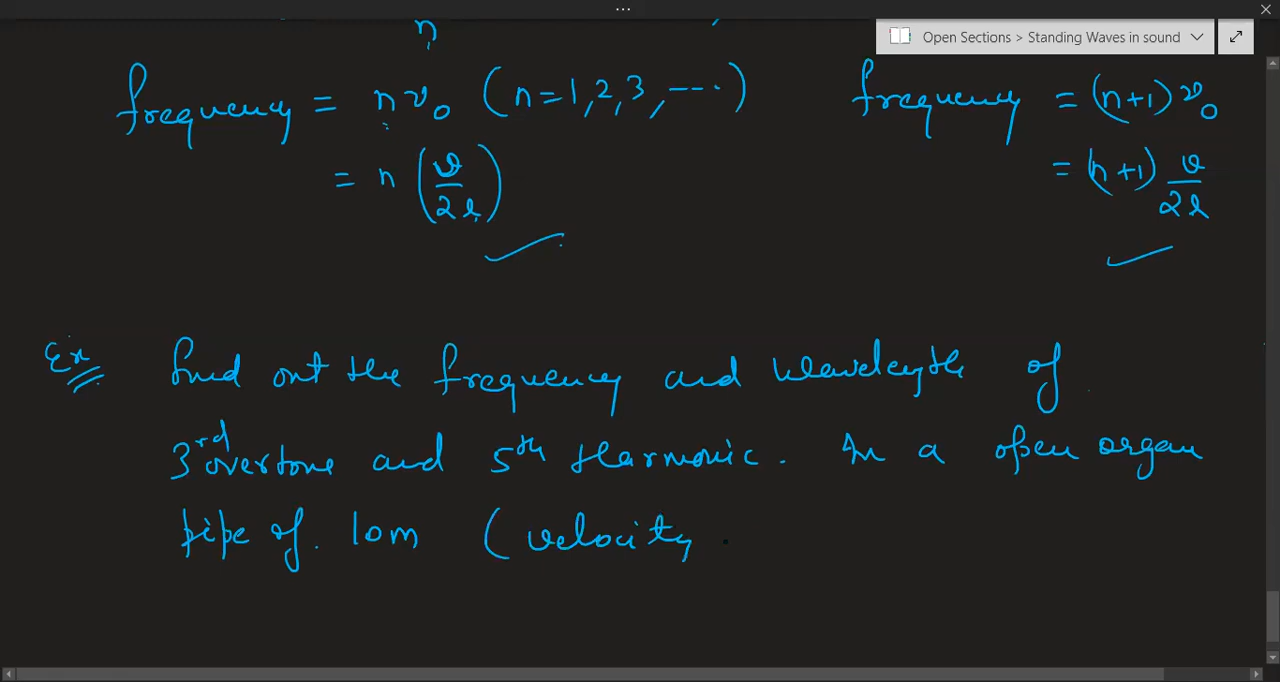 ...
Open Sections > Standing Waves in sound
n
frequency = nν₀ (n=1,2,3,---) frequency = (n+1)ν₀
= n(v/2l) = (n+1) v/2l
Ex find out the frequency and wavelength of
3rd overtone and 5th Harmonic. In a open organ
pipe of. 10m (velocity